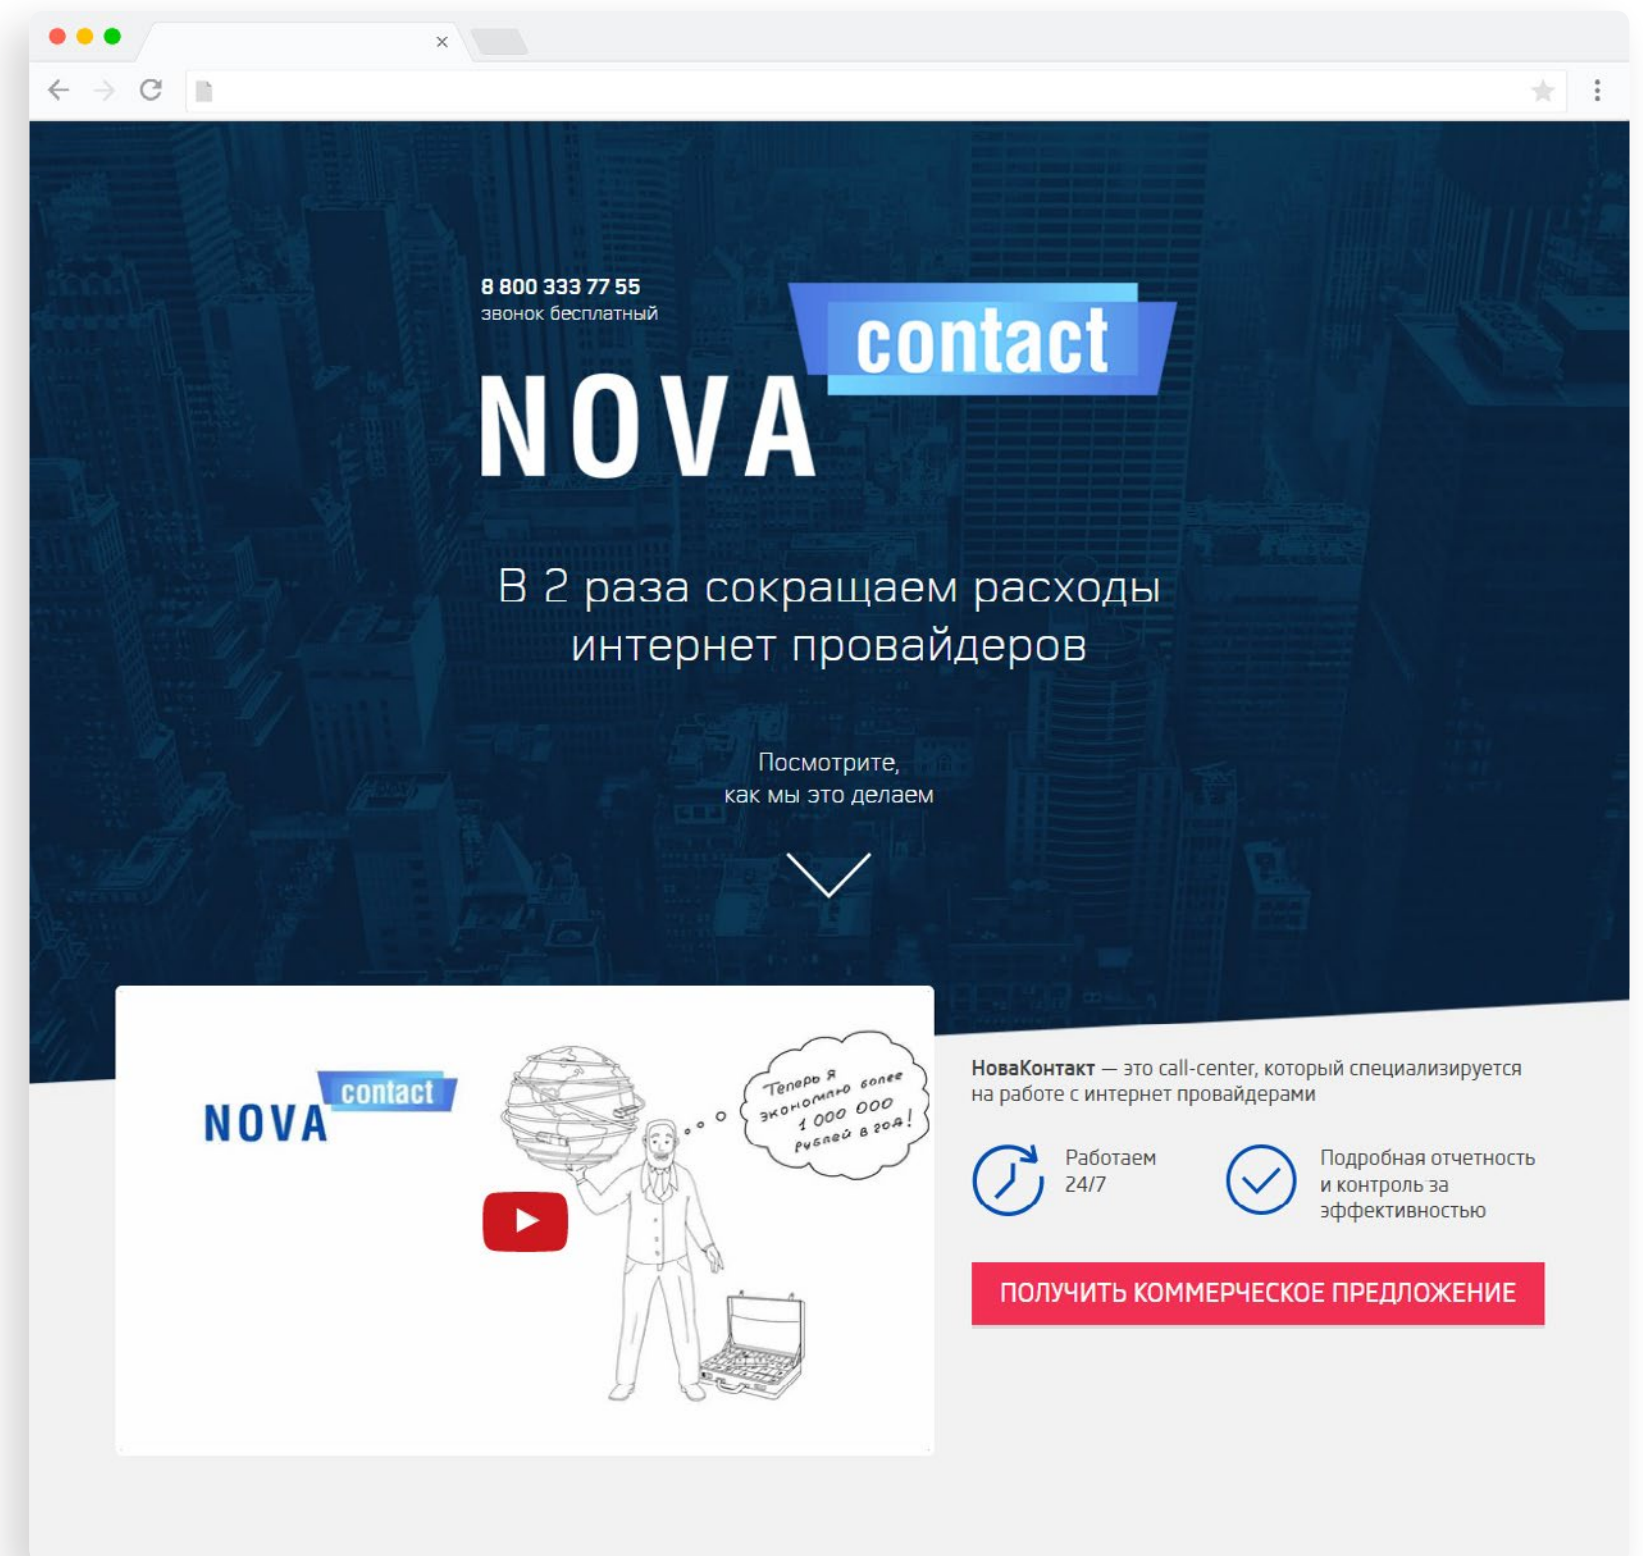 8 800 333 77 55
звонок бесплатный
contact
NOVA
В 2 раза сокращаем расходы
интернет провайдеров
Посмотрите,
как мы это делаем
contact
NOVA
Теперь я
экономлю более
1 000 000
рублей в год!
НоваКонтакт — это call-center, который специализируется
на работе с интернет провайдерами
Работаем
24/7
Подробная отчетность
и контроль за
эффективностью
ПОЛУЧИТЬ КОММЕРЧЕСКОЕ ПРЕДЛОЖЕНИЕ